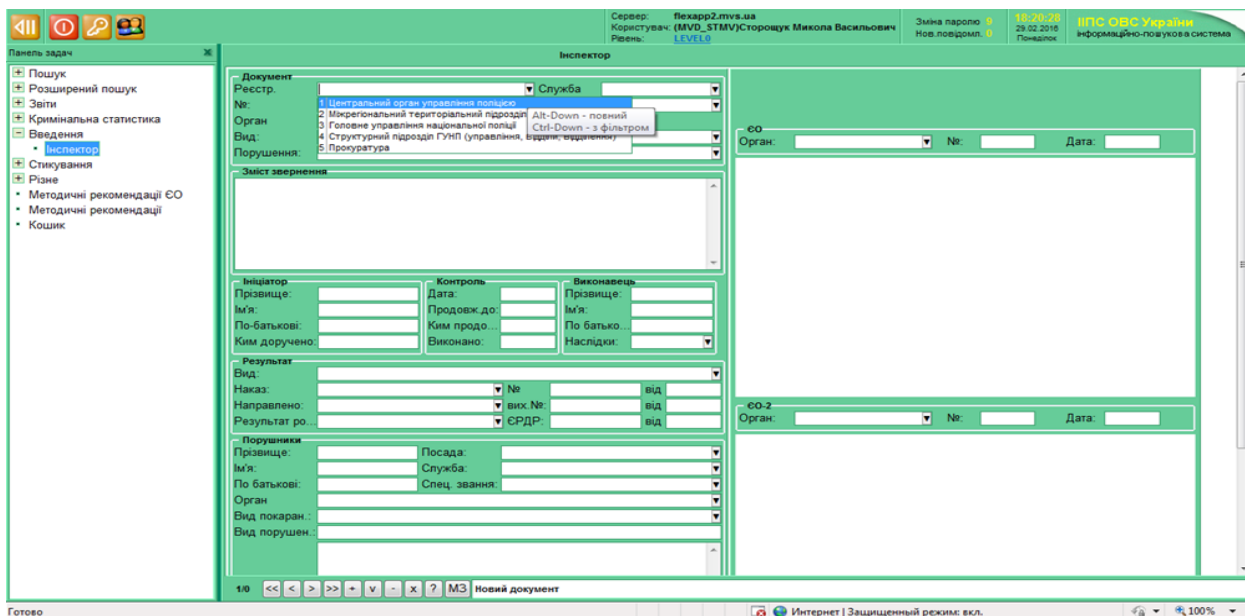 Сервер: flexapp2.mvs.ua
Користувач: (MVD_STMV)Сторощук Микола Васильович
Рівень: LEVEL0
Зміна паролю 9
Нов.повідомл. 0
18:20:28
29.02.2016
Понеділок
ІІПС ОВС України
інформаційно-пошукова система
Панель задач
Інспектор
Пошук
Розширений пошук
Звіти
Кримінальна статистика
Введення
Інспектор
Стикування
Різне
Методичні рекомендації ЄО
Методичні рекомендації
Кошик
Документ
Реєстр. Служба
№:
Орган
Вид:
Порушення:
1 Центральний орган управління поліцією
2 Міжрегіональний територіальний підрозділ
3 Головне управління національної поліції
4 Структурний підрозділ ГУНП (управління, відділи, відділення)
5 Прокуратура
Alt-Down - повний
Ctrl-Down - з фільтром
Зміст звернення
Ініціатор
Прізвище:
Ім'я:
По-батькові:
Ким доручено:
Контроль
Дата:
Продовж.до:
Ким продо...
Виконано:
Виконавець
Прізвище:
Ім'я:
По батько...
Наслідки:
Результат
Вид:
Наказ: № від
Направлено: вих.№: від
Результат ро... ЄРДР: від
Порушники
Прізвище: Посада:
Ім'я: Служба:
По батькові: Спец. звання:
Орган
Вид покаран.:
Вид порушен.:
ЄО
Орган: №: Дата:
ЄО-2
Орган: №: Дата:
1/0 << < > >> + v - x ? МЗ Новий документ
Готово Интернет | Защищенный режим: вкл. 100%